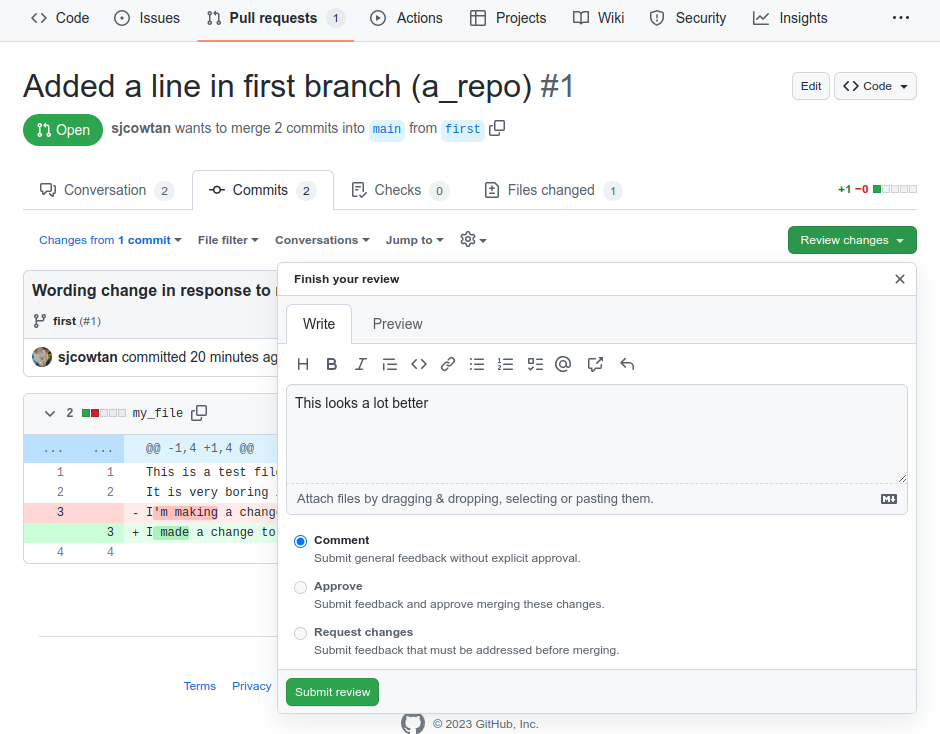 Code Issues Pull requests 1 Actions Projects Wiki Security Insights ...
Added a line in first branch (a_repo) #1
Edit Code
Open sjcowtan wants to merge 2 commits into main from first
Conversation 2 Commits 2 Checks 0 Files changed 1 +1 −0
Changes from 1 commit File filter Conversations Jump to Review changes
Wording change in response to
Finish your review
first (#1)
Write Preview
sjcowtan committed 20 minutes ag
H B I
This looks a lot better
2 my_file
... ... @@ -1,4 +1,4 @@
1 1 This is a test file
2 2 It is very boring
3 - I'm making a chang
3 + I made a change to
4 4
Attach files by dragging & dropping, selecting or pasting them.
Comment
Submit general feedback without explicit approval.
Approve
Submit feedback and approve merging these changes.
Request changes
Submit feedback that must be addressed before merging.
Submit review
Terms Privacy
© 2023 GitHub, Inc.